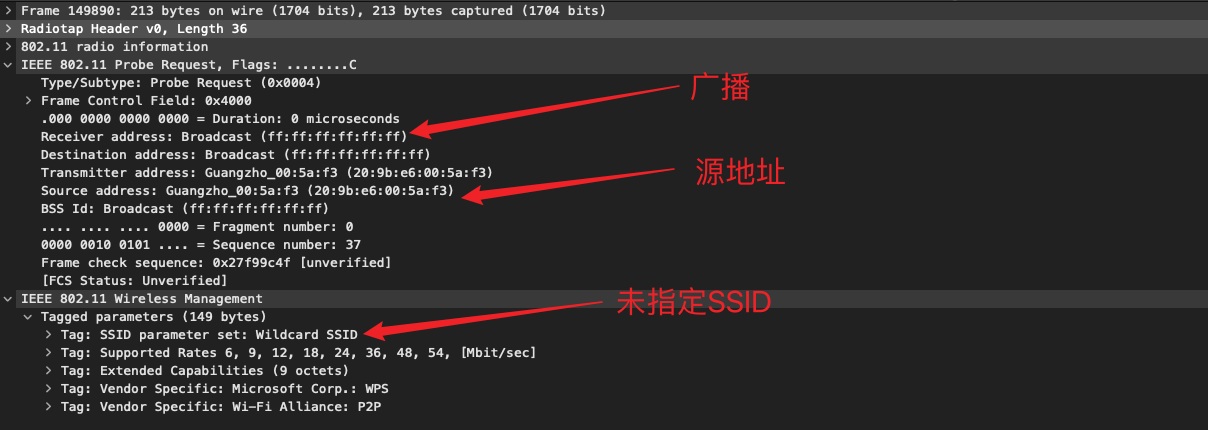 Frame 149890: 213 bytes on wire (1704 bits), 213 bytes captured (1704 bits)
Radiotap Header v0, Length 36
802.11 radio information
IEEE 802.11 Probe Request, Flags: ........C
Type/Subtype: Probe Request (0x0004)
广播
Frame Control Field: 0x4000
.000 0000 0000 0000 = Duration: 0 microseconds
Receiver address: Broadcast (ff:ff:ff:ff:ff:ff)
Destination address: Broadcast (ff:ff:ff:ff:ff:ff)
Transmitter address: Guangzho_00:5a:f3 (20:9b:e6:00:5a:f3)
源地址
Source address: Guangzho_00:5a:f3 (20:9b:e6:00:5a:f3)
BSS Id: Broadcast (ff:ff:ff:ff:ff:ff)
.... .... .... 0000 = Fragment number: 0
0000 0010 0101 .... = Sequence number: 37
Frame check sequence: 0x27f99c4f [unverified]
[FCS Status: Unverified]
IEEE 802.11 Wireless Management
未指定SSID
Tagged parameters (149 bytes)
Tag: SSID parameter set: Wildcard SSID
Tag: Supported Rates 6, 9, 12, 18, 24, 36, 48, 54, [Mbit/sec]
Tag: Extended Capabilities (9 octets)
Tag: Vendor Specific: Microsoft Corp.: WPS
Tag: Vendor Specific: Wi-Fi Alliance: P2P